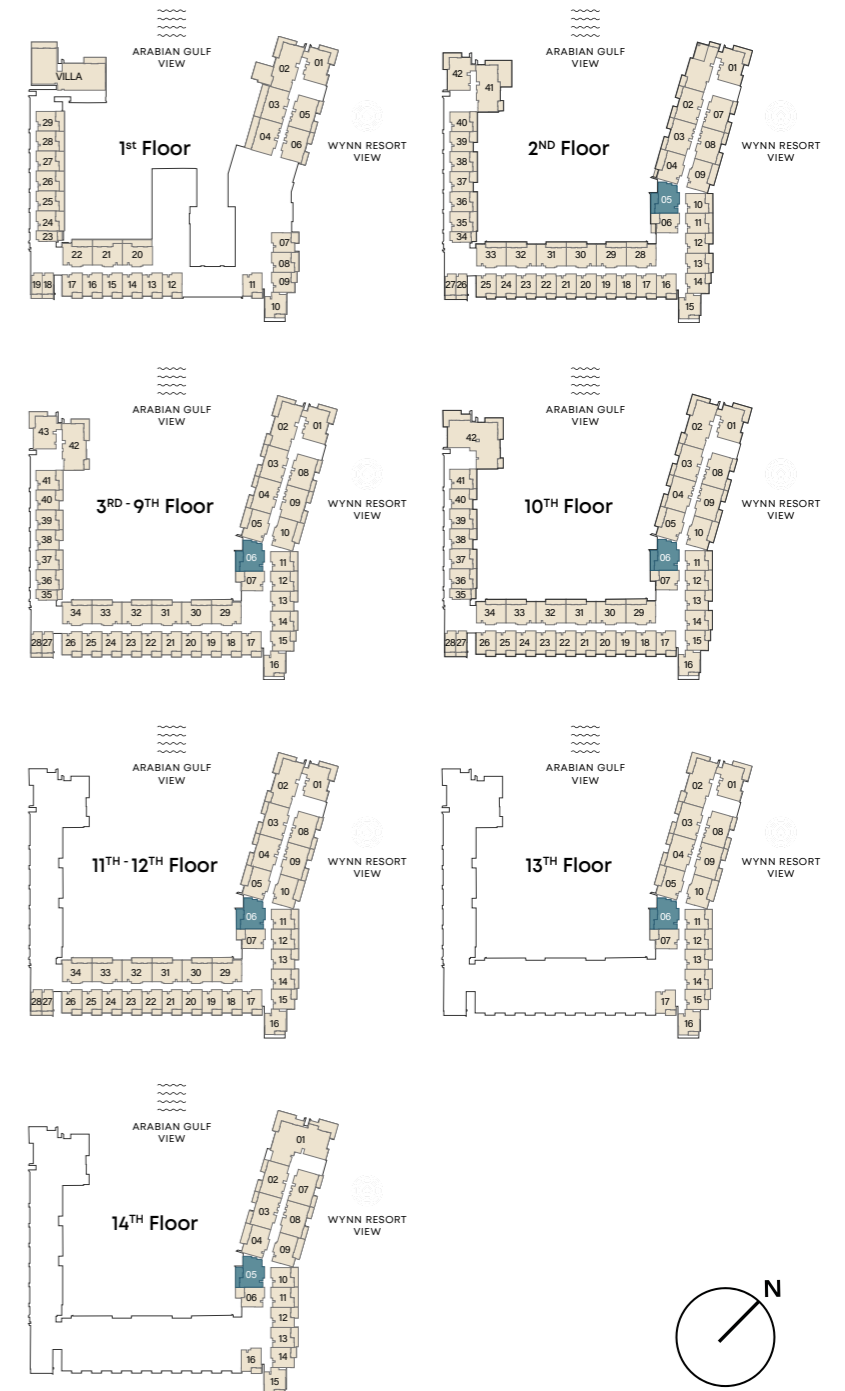 ARABIAN GULF
VIEW
VILLA
02
01
03
05
04
06
29
28
27
26
25
24
23
1st Floor
WYNN RESORT
VIEW
22 21 20
07
08
09
10
19 18 17 16 15 14 13 12 11
ARABIAN GULF
VIEW
42
41
01
02
07
03
08
04
09
40
39
38
37
36
35
34
2ND Floor
WYNN RESORT
VIEW
05
06
10
11
12
13
14
15
33 32 31 30 29 28
27 26 25 24 23 22 21 20 19 18 17 16
ARABIAN GULF
VIEW
43
42
02
01
03
08
04
09
05
10
41
40
39
38
37
36
35
3RD - 9TH Floor
WYNN RESORT
VIEW
06
07
11
12
13
14
15
16
34 33 32 31 30 29
28 27 26 25 24 23 22 21 20 19 18 17
ARABIAN GULF
VIEW
42
02
01
03
08
04
09
05
10
41
40
39
38
37
36
35
10TH Floor
WYNN RESORT
VIEW
06
07
11
12
13
14
15
16
34 33 32 31 30 29
28 27 26 25 24 23 22 21 20 19 18 17
ARABIAN GULF
VIEW
02
01
03
08
04
09
05
10
11TH - 12TH Floor
WYNN RESORT
VIEW
06
07
11
12
13
14
15
16
34 33 32 31 30 29
28 27 26 25 24 23 22 21 20 19 18 17
ARABIAN GULF
VIEW
02
01
03
08
04
09
05
10
13TH Floor
WYNN RESORT
VIEW
06
07
11
12
13
14
15
16
17
ARABIAN GULF
VIEW
01
02
07
03
08
04
09
14TH Floor
WYNN RESORT
VIEW
05
06
10
11
12
13
14
15
16
N